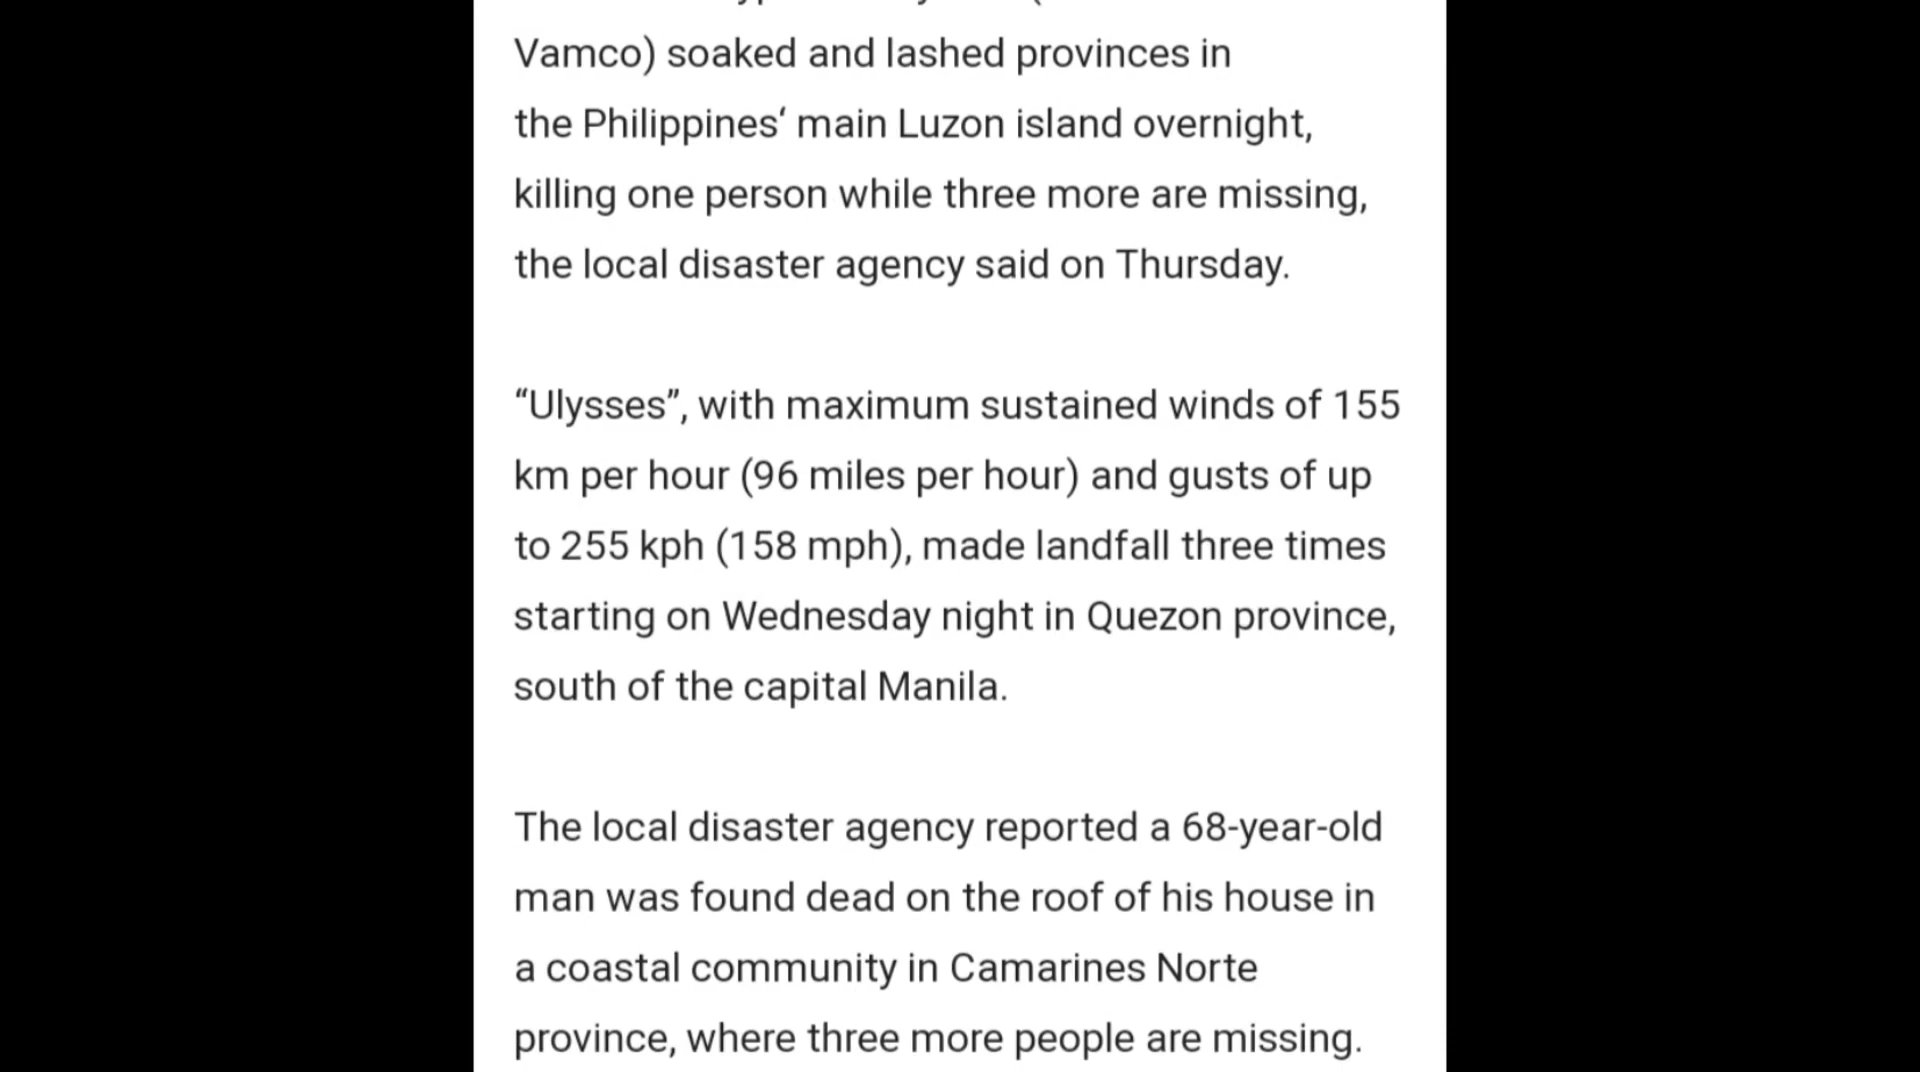 Vamco) soaked and lashed provinces in
the Philippines‘ main Luzon island overnight,
killing one person while three more are missing,
the local disaster agency said on Thursday.
“Ulysses”, with maximum sustained winds of 155
km per hour (96 miles per hour) and gusts of up
to 255 kph (158 mph), made landfall three times
starting on Wednesday night in Quezon province,
south of the capital Manila.
The local disaster agency reported a 68-year-old
man was found dead on the roof of his house in
a coastal community in Camarines Norte
province, where three more people are missing.